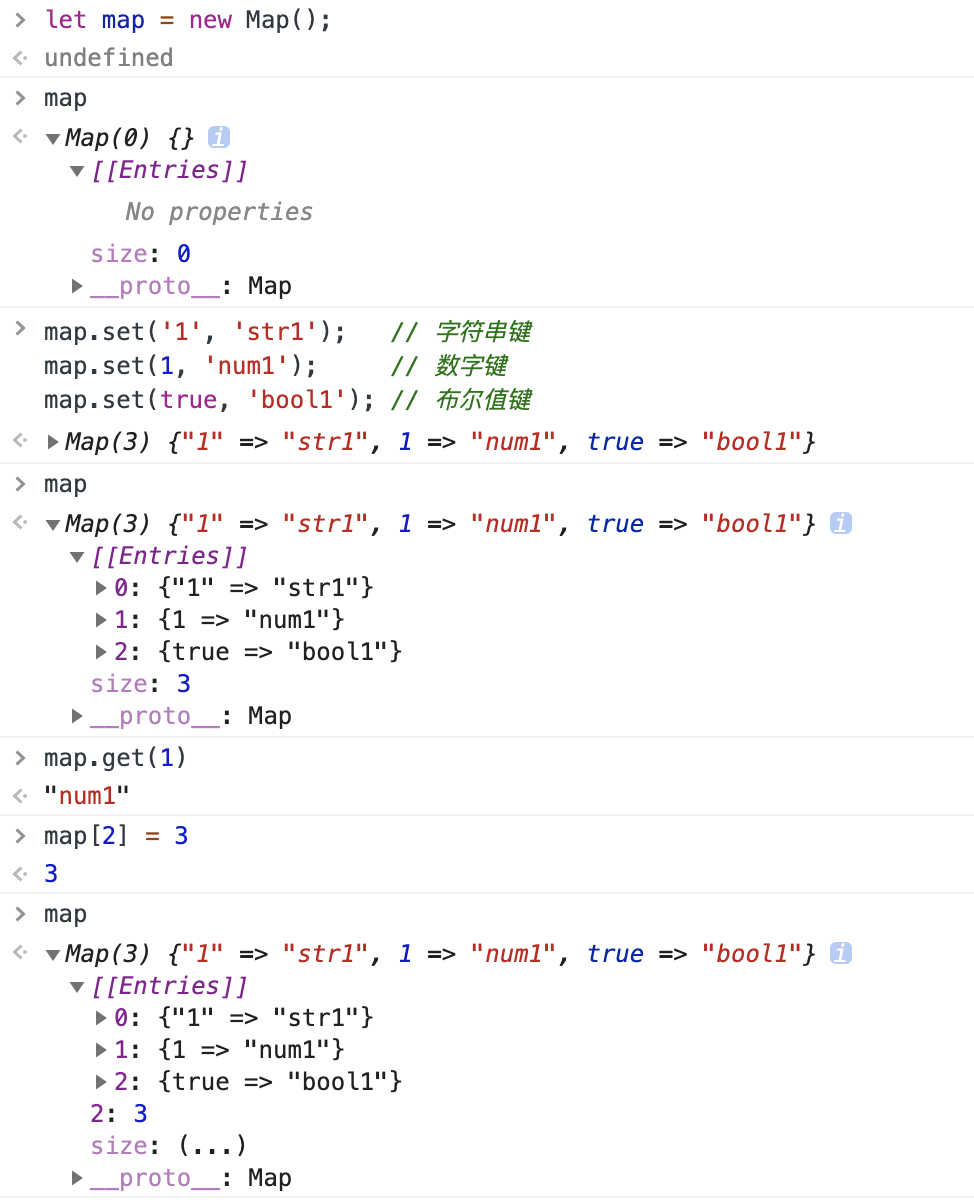 > let map = new Map();
undefined
> map
Map(0) {} i
[[Entries]]
No properties
size: 0
__proto__: Map
> map.set('1', 'str1');   // 字符串键
map.set(1, 'num1');     // 数字键
map.set(true, 'bool1'); // 布尔值键
Map(3) {"1" => "str1", 1 => "num1", true => "bool1"}
> map
Map(3) {"1" => "str1", 1 => "num1", true => "bool1"} i
[[Entries]]
0: {"1" => "str1"}
1: {1 => "num1"}
2: {true => "bool1"}
size: 3
__proto__: Map
> map.get(1)
"num1"
> map[2] = 3
3
> map
Map(3) {"1" => "str1", 1 => "num1", true => "bool1"} i
[[Entries]]
0: {"1" => "str1"}
1: {1 => "num1"}
2: {true => "bool1"}
2: 3
size: (...)
__proto__: Map